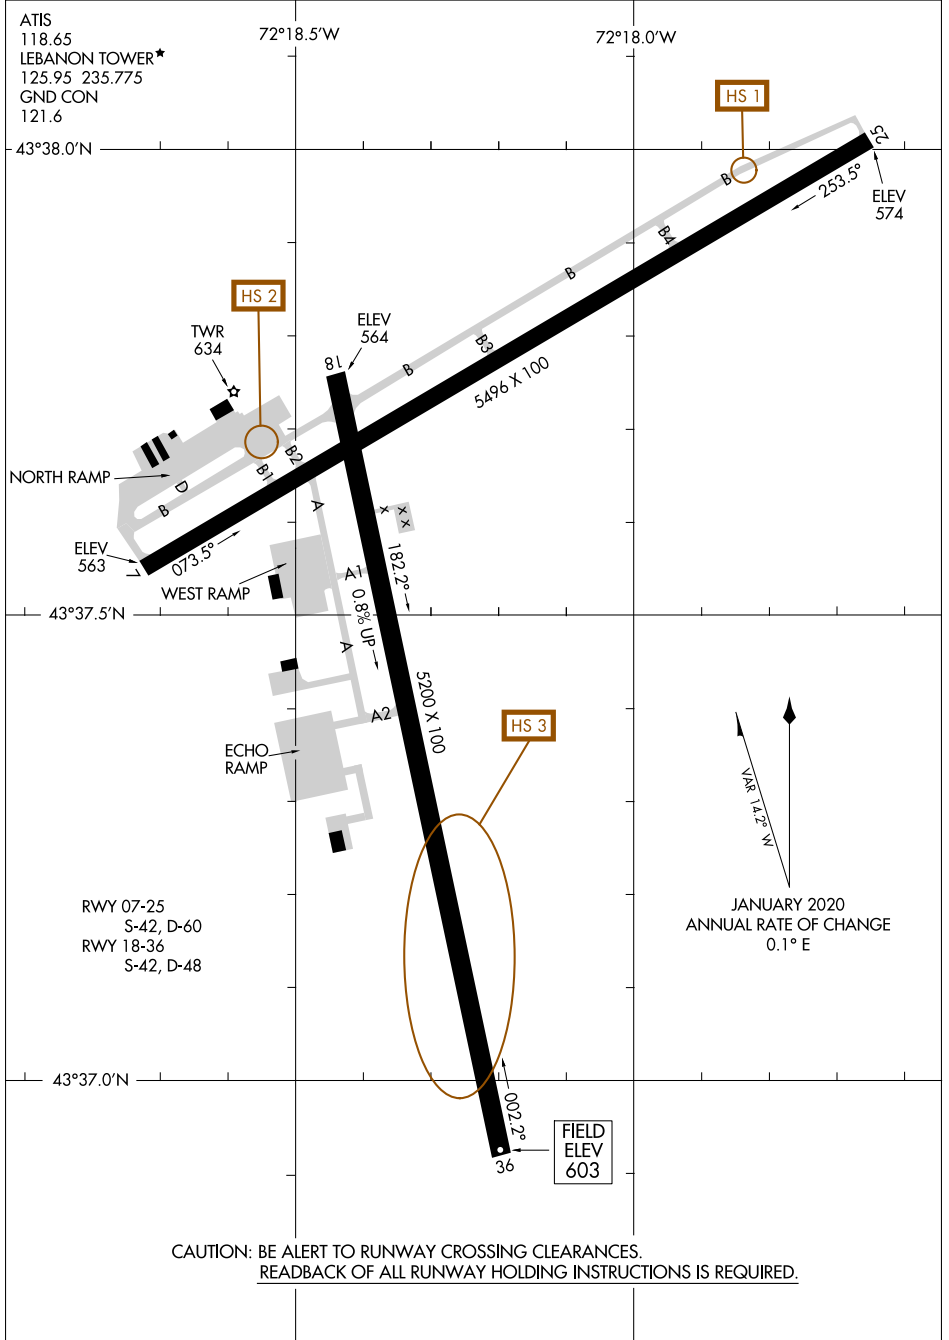 ATIS
118.65
LEBANON TOWER★
125.95 235.775
GND CON
121.6
72°18.5'W
72°18.0'W
HS 1
25
43°38.0'N
B
253.5°
ELEV
574
B4
B
HS 2
TWR
634
ELEV
564
18
B3
B
5496 X 100
B2
B1
NORTH RAMP
D
B
A
x
x x
ELEV
563
7
073.5°
182.2°
WEST RAMP
A1
0.8% UP
43°37.5'N
A
5200 X 100
A2
HS 3
ECHO
RAMP
VAR 14.2° W
RWY 07-25
S-42, D-60
RWY 18-36
S-42, D-48
JANUARY 2020
ANNUAL RATE OF CHANGE
0.1° E
43°37.0'N
002.2°
36
FIELD
ELEV
603
CAUTION: BE ALERT TO RUNWAY CROSSING CLEARANCES.
READBACK OF ALL RUNWAY HOLDING INSTRUCTIONS IS REQUIRED.